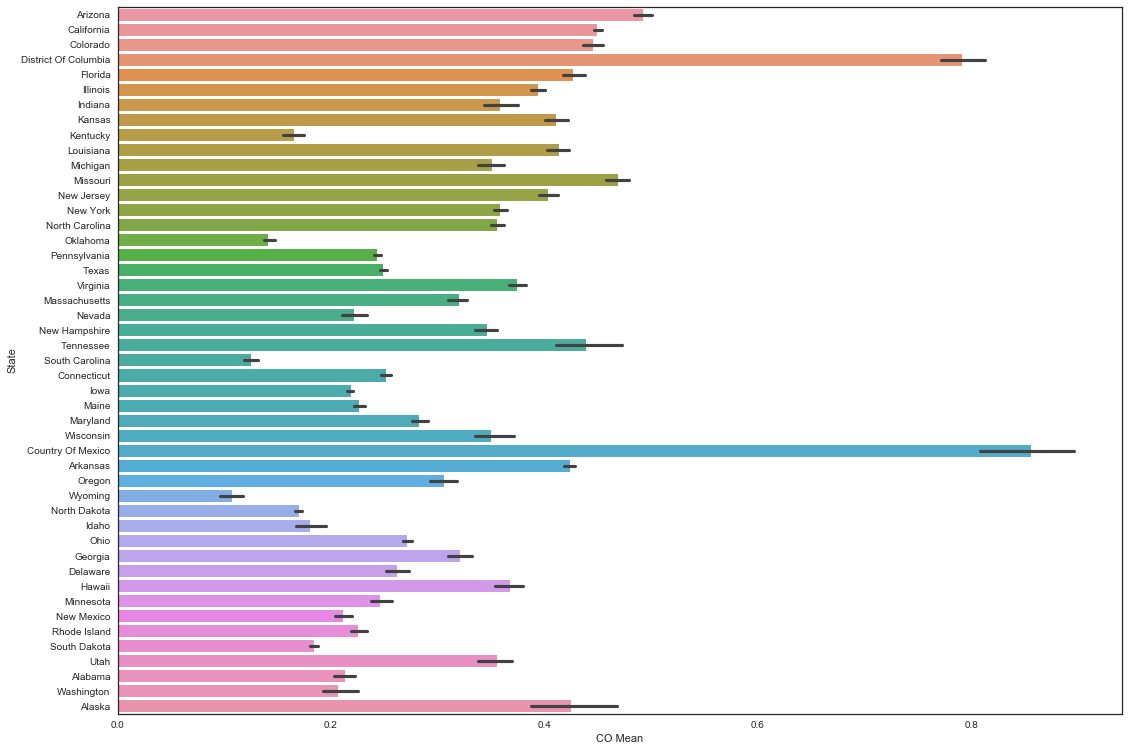 Arizona
California
Colorado
District Of Columbia
Florida
Illinois
Indiana
Kansas
Kentucky
Louisiana
Michigan
Missouri
New Jersey
New York
North Carolina
Oklahoma
Pennsylvania
Texas
Virginia
Massachusetts
Nevada
New Hampshire
Tennessee
South Carolina
Connecticut
Iowa
Maine
Maryland
Wisconsin
Country Of Mexico
Arkansas
Oregon
Wyoming
North Dakota
Idaho
Ohio
Georgia
Delaware
Hawaii
Minnesota
New Mexico
Rhode Island
South Dakota
Utah
Alabama
Washington
Alaska
State
0.0 0.2 0.4 0.6 0.8
CO Mean